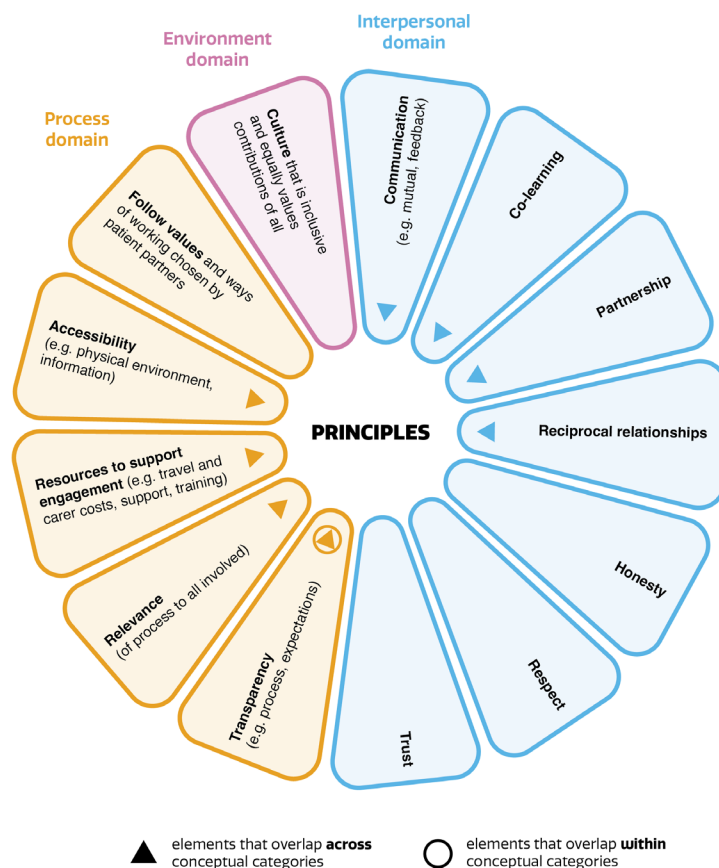 Interpersonal
domain
Environment
domain
Process
domain
Communication
(e.g. mutual, feedback)
Co-learning
Partnership
Reciprocal relationships
Honesty
Respect
Trust
Transparency
(e.g. process, expectations)
Relevance
(of process to all involved)
Resources to support
engagement (e.g. travel and
carer costs, support, training)
Accessibility
(e.g. physical environment,
information)
Follow values and ways
of working chosen by
patient partners
Culture that is inclusive
and equally values
contributions of all
PRINCIPLES
elements that overlap across
conceptual categories
elements that overlap within
conceptual categories